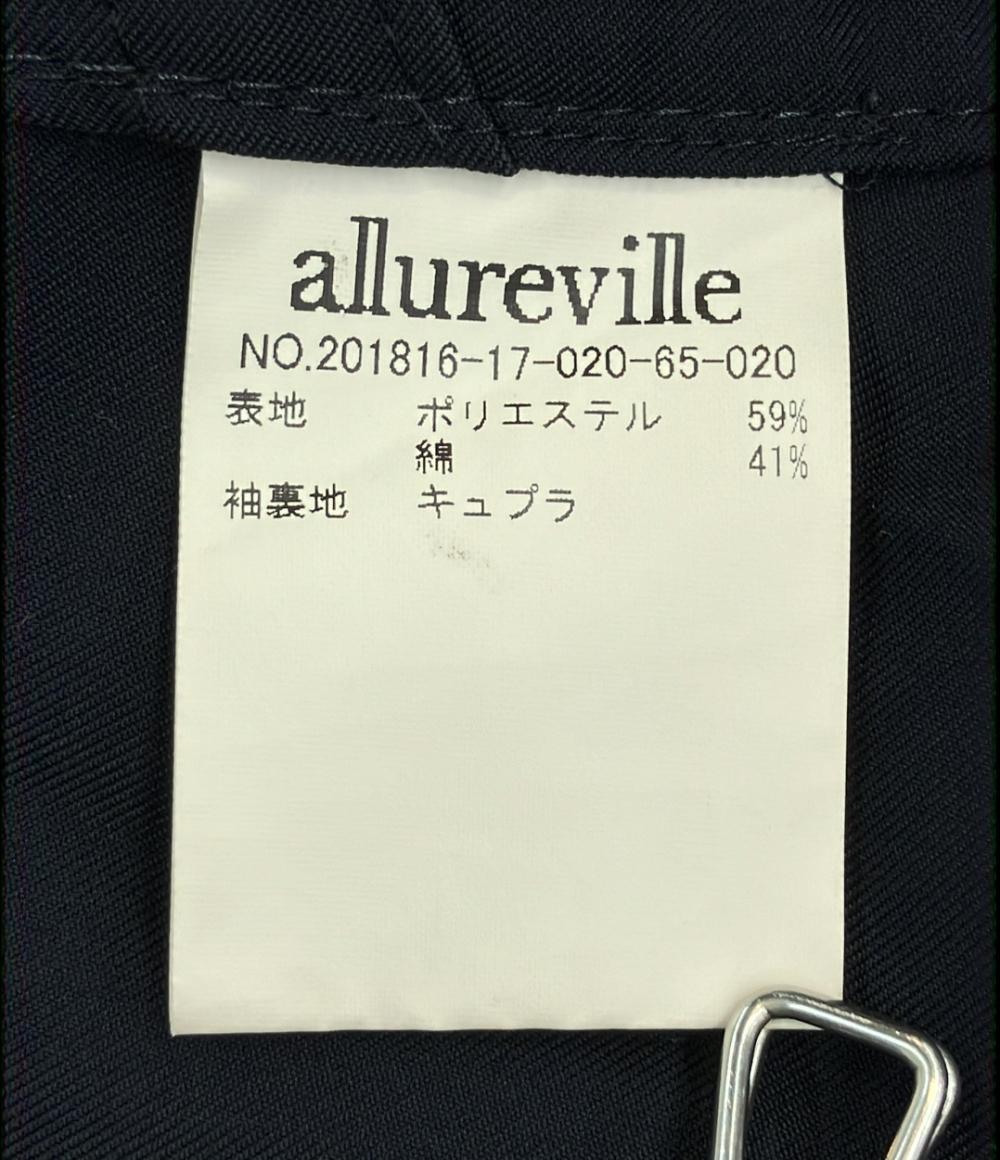 allureville
NO.201816-17-020-65-020
表地 ポリエステル 59%
綿 41%
袖裏地 キュプラ